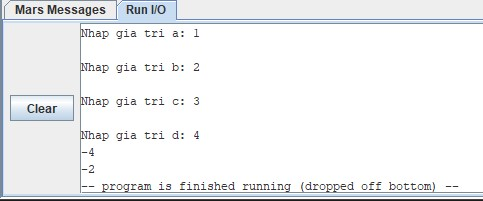 Mars Messages Run I/O
Nhap gia tri a: 1
Nhap gia tri b: 2
Nhap gia tri c: 3
Clear
Nhap gia tri d: 4
-4
-2
-- program is finished running (dropped off bottom) --